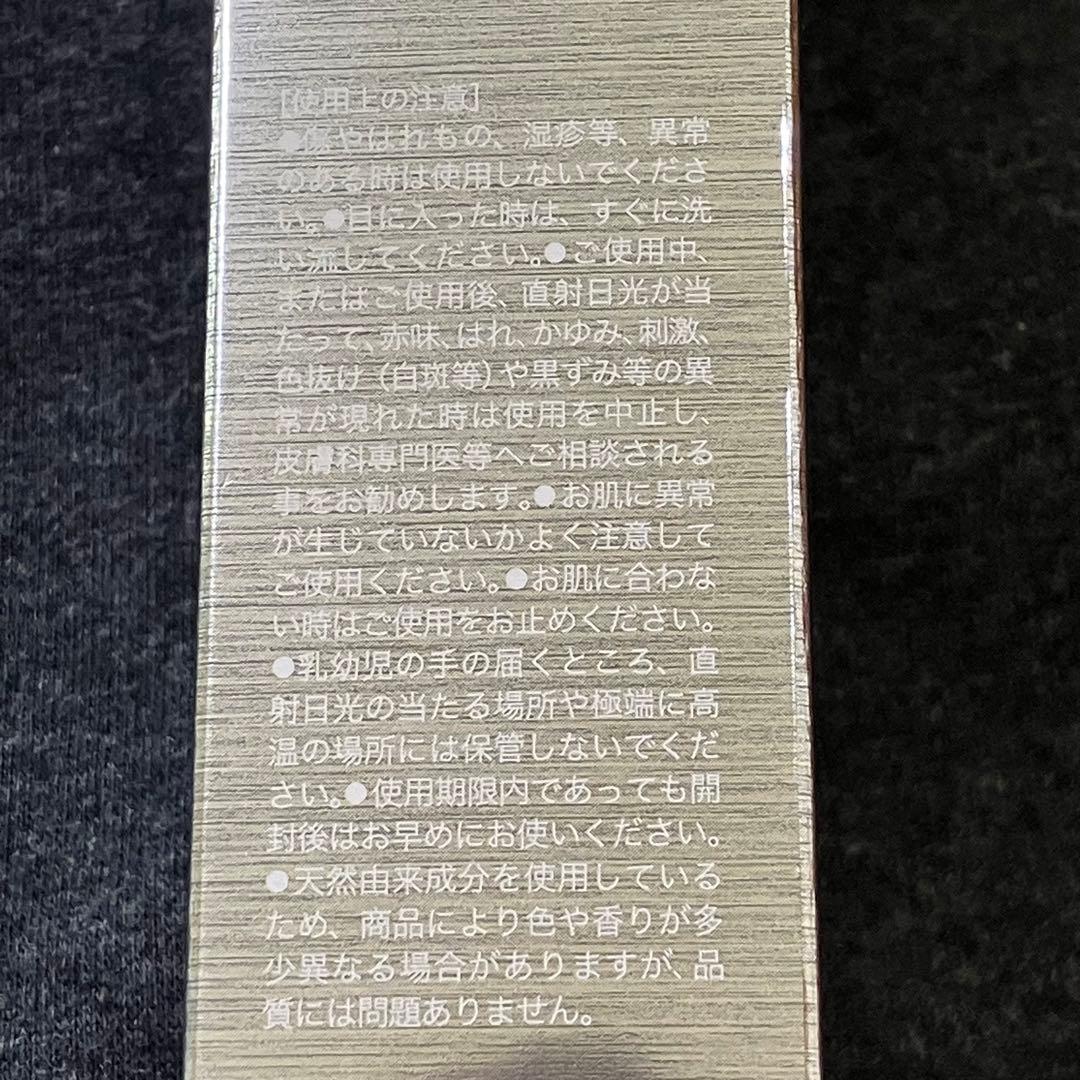 [使用上の注意]
●傷やはれもの、湿疹等、異常
のある時は使用しないでくださ
い。●目に入った時は、すぐに洗
い流してください。●ご使用中、
またはご使用後、直射日光が当
たって、赤味、はれ、かゆみ、刺激、
色抜け（白斑等）や黒ずみ等の異
常が現れた時は使用を中止し、
皮膚科専門医等へご相談される
事をお勧めします。●お肌に異常
が生じていないかよく注意して
ご使用ください。●お肌に合わな
い時はご使用をお止めください。
●乳幼児の手の届くところ、直
射日光の当たる場所や極端に高
温の場所には保管しないでくだ
さい。●使用期限内であっても開
封後はお早めにお使いください。
●天然由来成分を使用している
ため、商品により色や香りが多
少異なる場合がありますが、品
質には問題ありません。